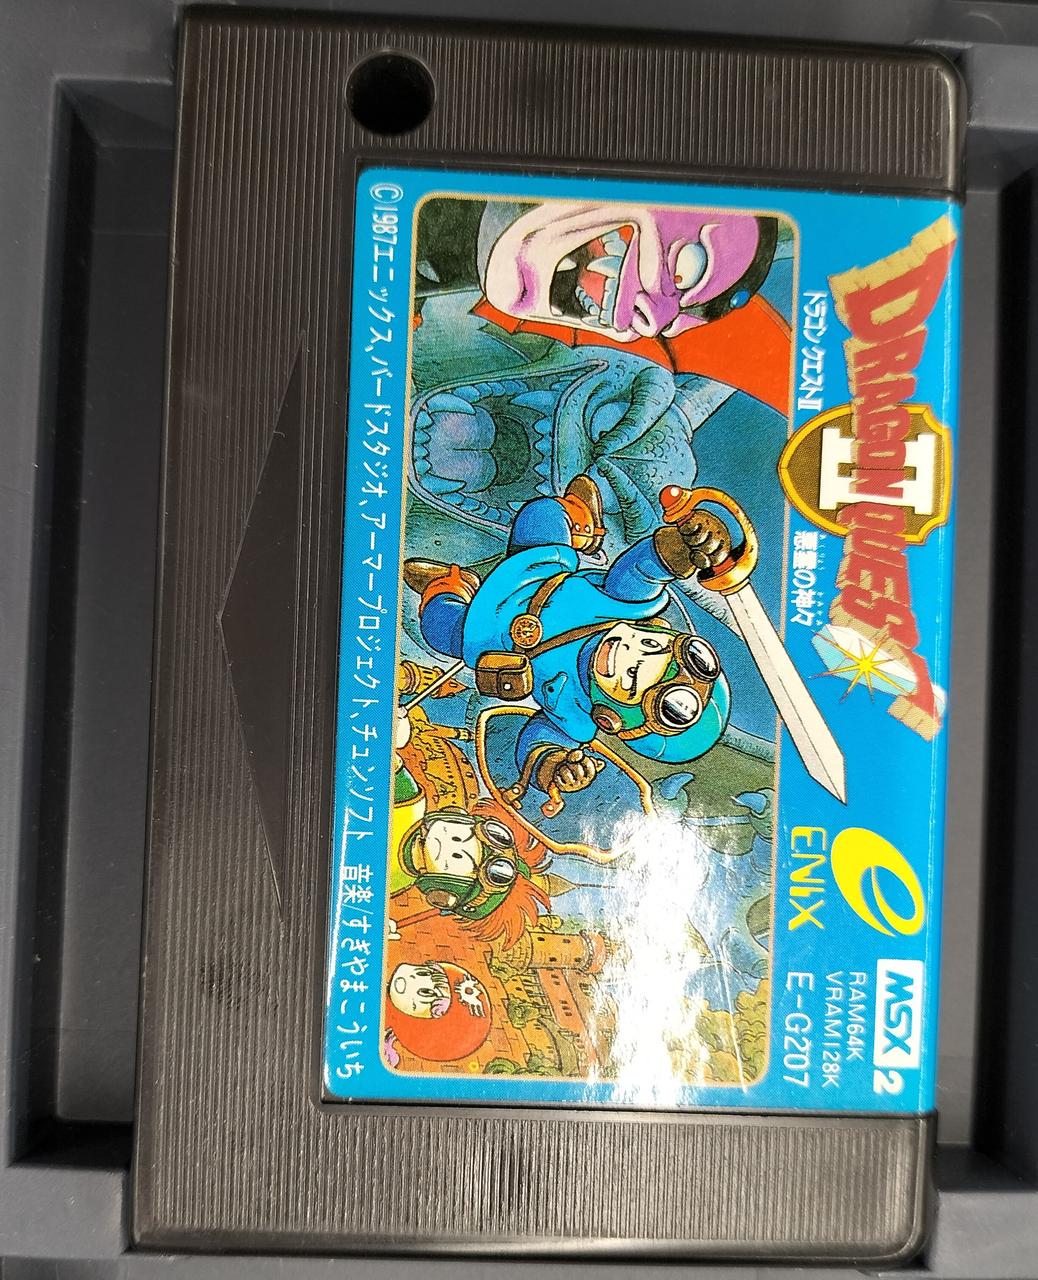 DRAGON QUEST
II
ドラゴンクエストII
悪霊の神々
ENIX
MSX 2
RAM64K
VRAM128K
E-G207
©1987エニックス、バードスタジオ、アーマープロジェクト、チュンソフト 音楽/すぎやまこういち